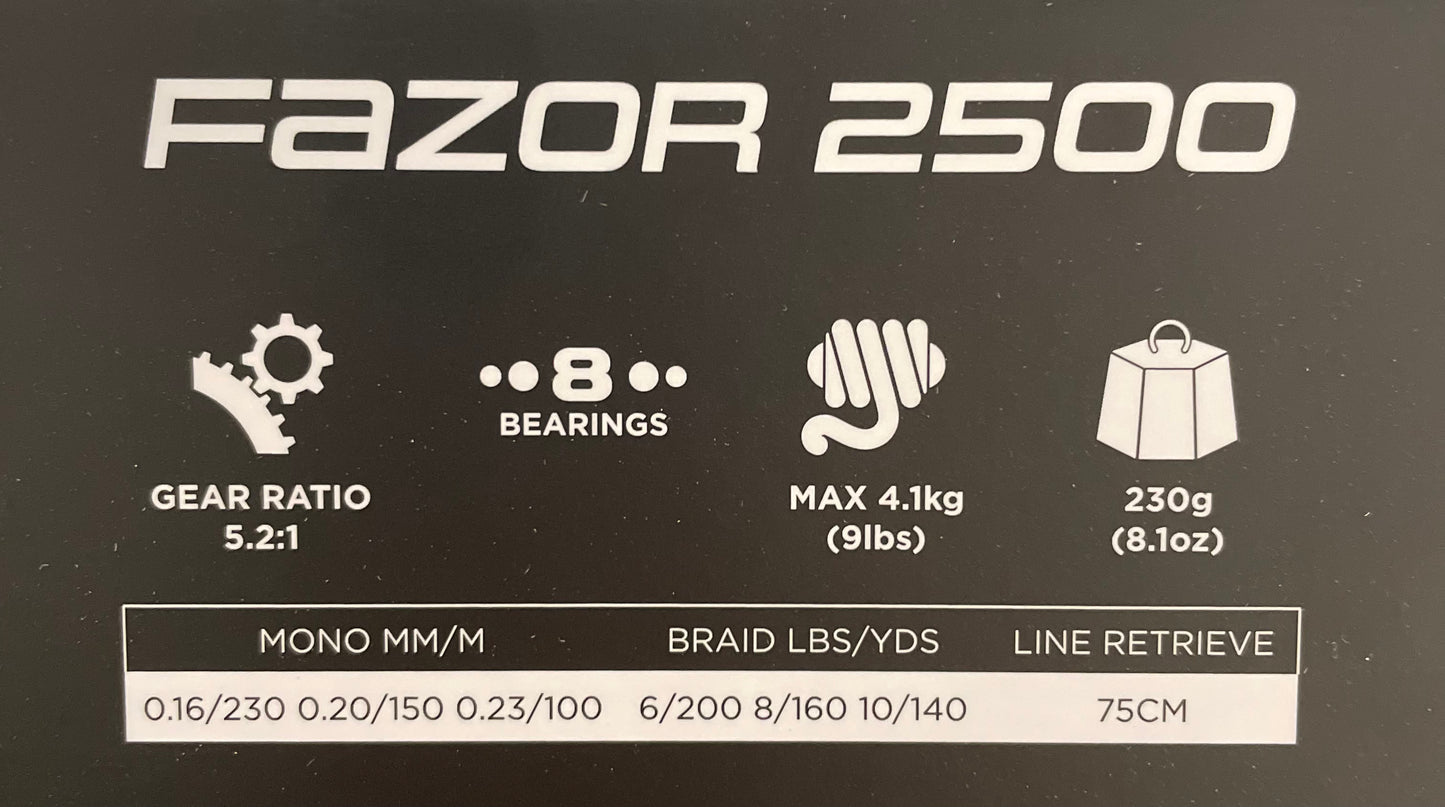 FAZOR 2500
8
BEARINGS
GEAR RATIO
5.2:1
MAX 4.1kg
(9lbs)
230g
(8.1oz)
MONO MM/M BRAID LBS/YDS LINE RETRIEVE
0.16/230 0.20/150 0.23/100 6/200 8/160 10/140 75CM